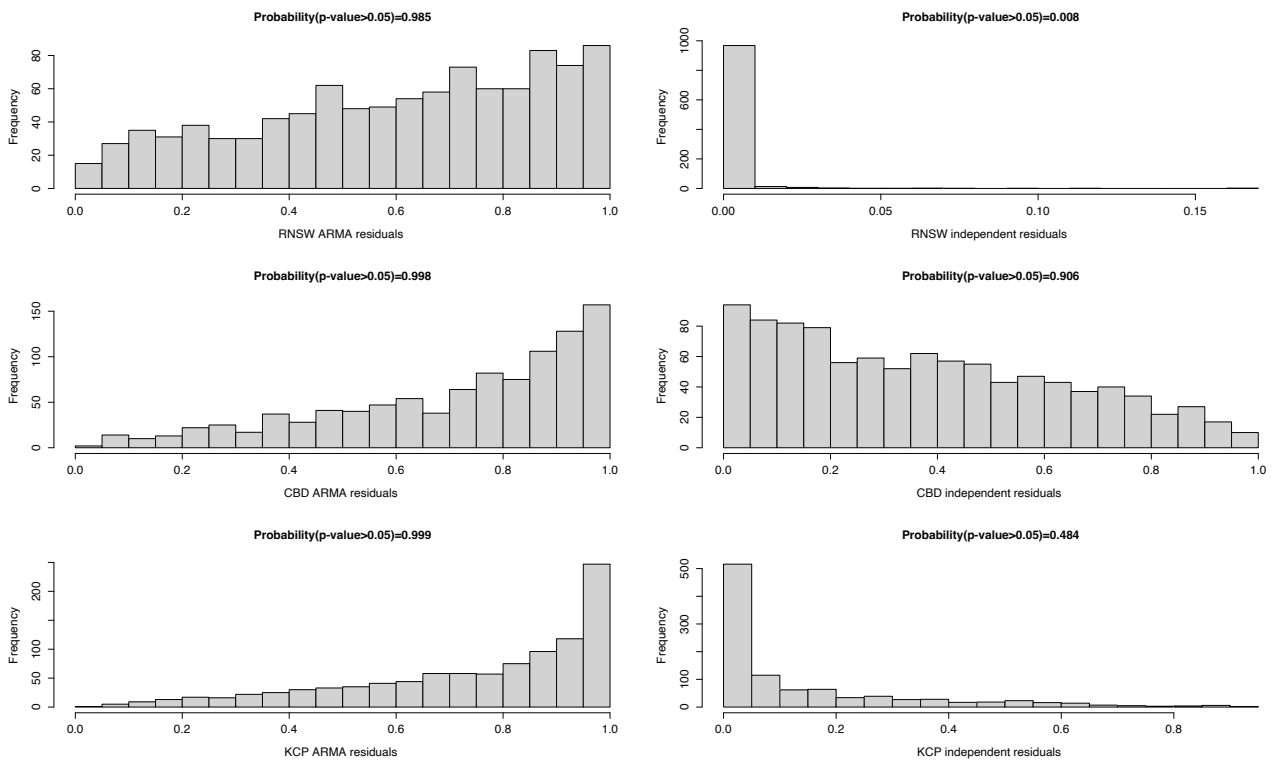 Probability(p-value>0.05)=0.985
Frequency
0 20 40 60 80
0.0 0.2 0.4 0.6 0.8 1.0
RNSW ARMA residuals
Probability(p-value>0.05)=0.008
Frequency
0 200 600 1000
0.00 0.05 0.10 0.15
RNSW independent residuals
Probability(p-value>0.05)=0.998
Frequency
0 50 100 150
0.0 0.2 0.4 0.6 0.8 1.0
CBD ARMA residuals
Probability(p-value>0.05)=0.906
Frequency
0 20 40 60 80
0.0 0.2 0.4 0.6 0.8 1.0
CBD independent residuals
Probability(p-value>0.05)=0.999
Frequency
0 50 100 200
0.0 0.2 0.4 0.6 0.8 1.0
KCP ARMA residuals
Probability(p-value>0.05)=0.484
Frequency
0 100 300 500
0.0 0.2 0.4 0.6 0.8
KCP independent residuals